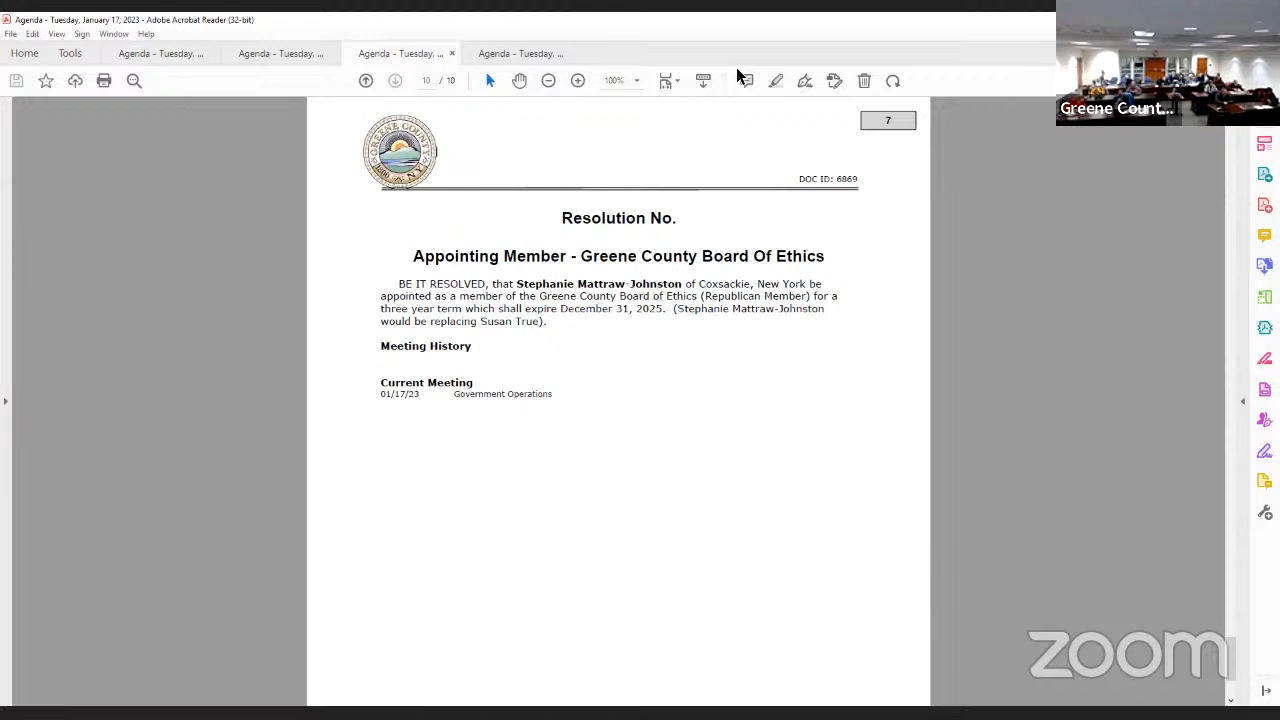 Agenda - Tuesday, January 17, 2023 - Adobe Acrobat Reader (32-bit)
File Edit View Sign Window Help
Home Tools Agenda - Tuesday, ... Agenda - Tuesday, ... Agenda - Tuesday, ... × Agenda - Tuesday, ...
10 / 10 100%
Greene Count...
7
GREENE COUNTY
1800 N.Y.
DOC ID: 6869
Resolution No.
Appointing Member - Greene County Board Of Ethics
BE IT RESOLVED, that Stephanie Mattraw-Johnston of Coxsackie, New York be
appointed as a member of the Greene County Board of Ethics (Republican Member) for a
three year term which shall expire December 31, 2025. (Stephanie Mattraw-Johnston
would be replacing Susan True).
Meeting History
Current Meeting
01/17/23 Government Operations
zoom